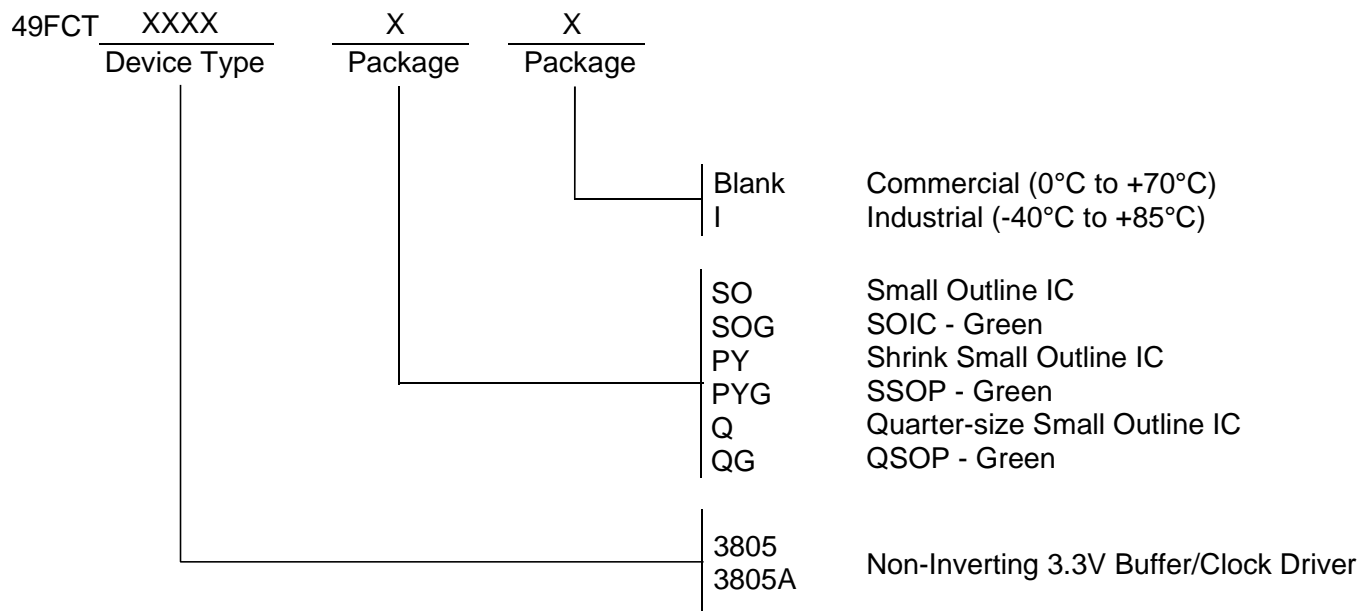 49FCT XXXX X X
Device Type Package Package
Blank Commercial (0°C to +70°C)
I Industrial (-40°C to +85°C)
SO Small Outline IC
SOG SOIC - Green
PY Shrink Small Outline IC
PYG SSOP - Green
Q Quarter-size Small Outline IC
QG QSOP - Green
3805
3805A
Non-Inverting 3.3V Buffer/Clock Driver